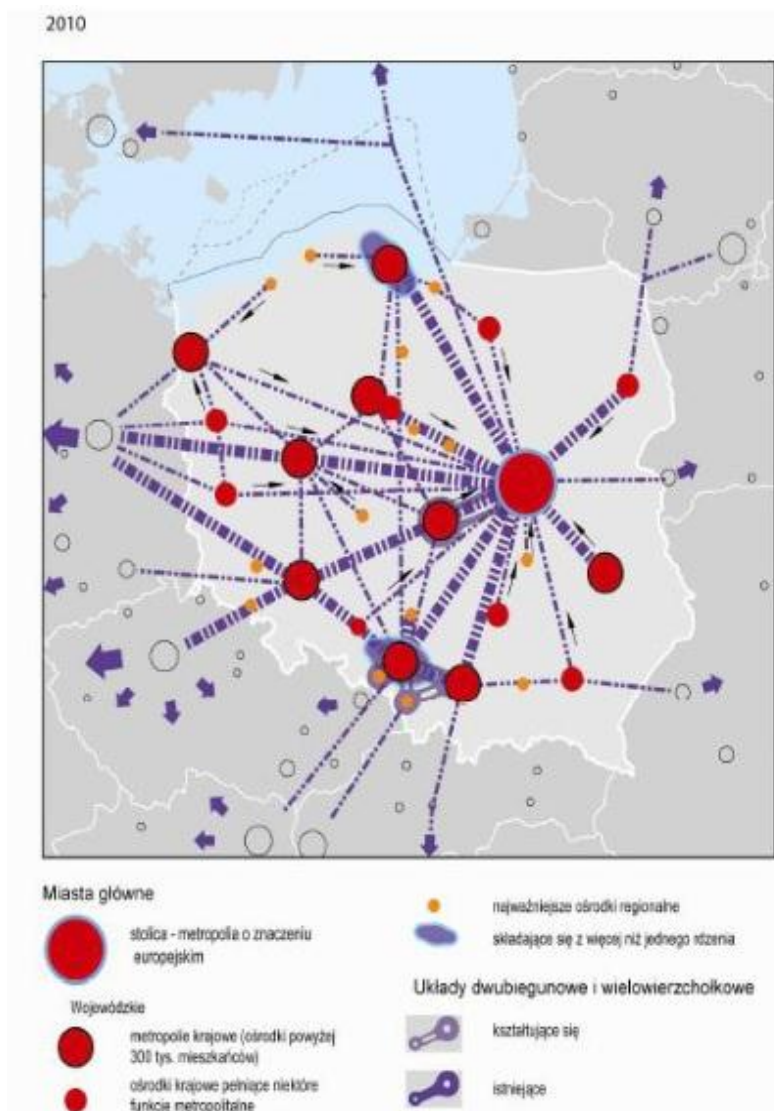 2010
Miasta główne
stolica - metropolia o znaczeniu
europejskim
Wojewódzkie
metropolie krajowe (ośrodki powyżej
300 tys. mieszkańców)
ośrodki krajowe pełniące niektóre
funkcje metropolitalne
najważniejsze ośrodki regionalne
składające się z więcej niż jednego rdzenia
Układy dwubiegunowe i wielowierzchołkowe
kształtujące się
istniejące